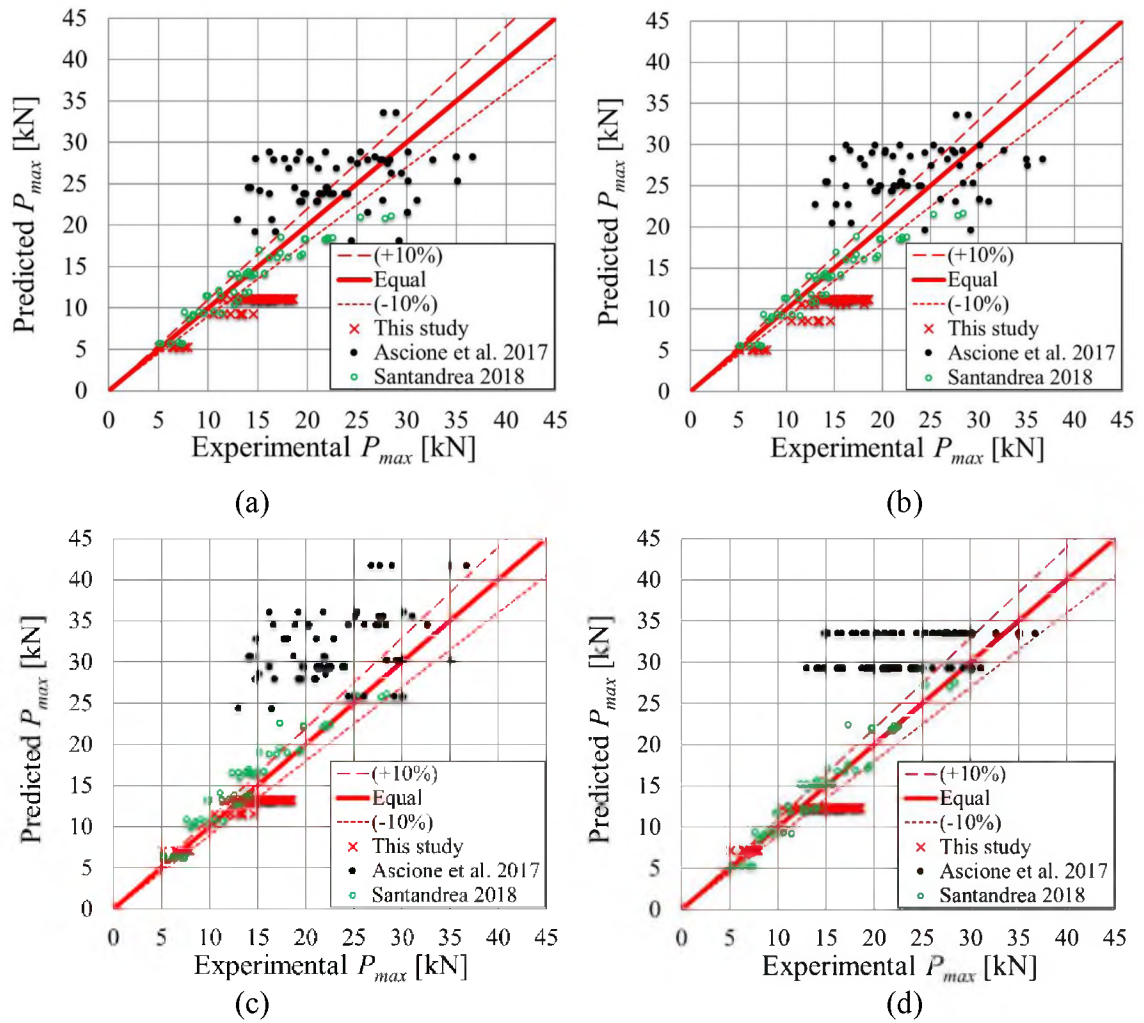 45
40
35
30
25
20
15
10
5
0
Predicted Pmax [kN]
(+10%)
Equal
(-10%)
This study
Ascione et al. 2017
Santandrea 2018
0 5 10 15 20 25 30 35 40 45
Experimental Pmax [kN]
(a)
45
40
35
30
25
20
15
10
5
0
Predicted Pmax [kN]
(+10%)
Equal
(-10%)
This study
Ascione et al. 2017
Santandrea 2018
0 5 10 15 20 25 30 35 40 45
Experimental Pmax [kN]
(b)
45
40
35
30
25
20
15
10
5
0
Predicted Pmax [kN]
(+10%)
Equal
(-10%)
This study
Ascione et al. 2017
Santandrea 2018
0 5 10 15 20 25 30 35 40 45
Experimental Pmax [kN]
(c)
45
40
35
30
25
20
15
10
5
0
Predicted Pmax [kN]
(+10%)
Equal
(-10%)
This study
Ascione et al. 2017
Santandrea 2018
0 5 10 15 20 25 30 35 40 45
Experimental Pmax [kN]
(d)